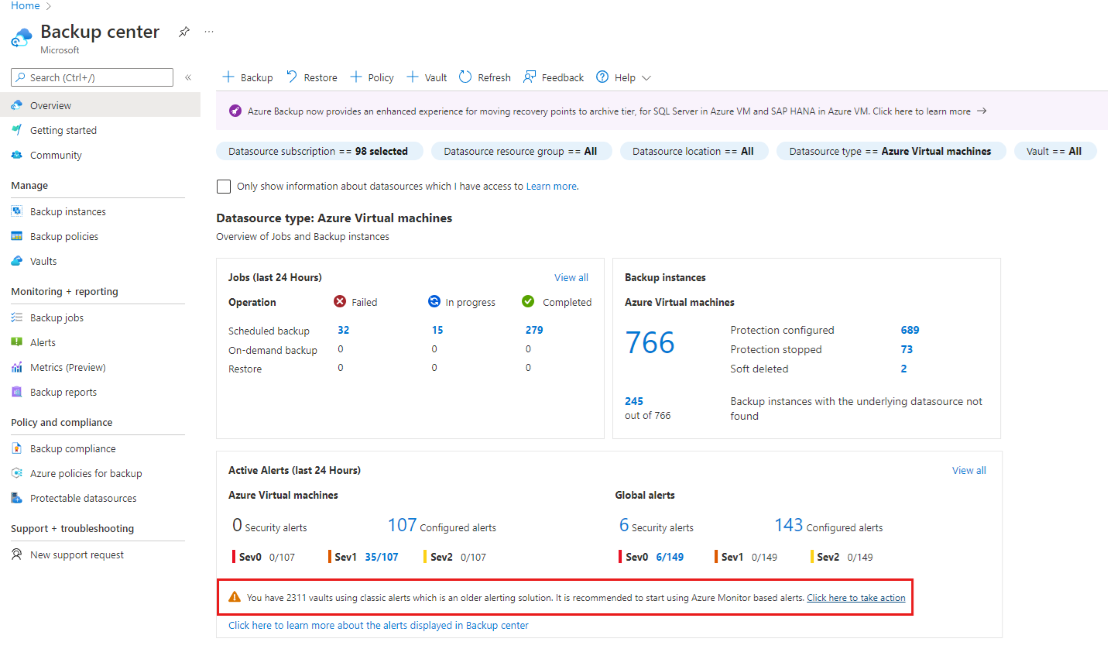 Home >
Backup center
Microsoft
Search (Ctrl+/)
Overview
Getting started
Community
Manage
Backup instances
Backup policies
Vaults
Monitoring + reporting
Backup jobs
Alerts
Metrics (Preview)
Backup reports
Policy and compliance
Backup compliance
Azure policies for backup
Protectable datasources
Support + troubleshooting
New support request
Backup Restore Policy Vault Refresh Feedback Help
Azure Backup now provides an enhanced experience for moving recovery points to archive tier, for SQL Server in Azure VM and SAP HANA in Azure VM. Click here to learn more →
Datasource subscription == 98 selected Datasource resource group == All Datasource location == All Datasource type == Azure Virtual machines Vault == All
Only show information about datasources which I have access to Learn more.
Datasource type: Azure Virtual machines
Overview of Jobs and Backup instances
Jobs (last 24 Hours) View all
Operation Failed In progress Completed
Scheduled backup 32 15 279
On-demand backup 0 0 0
Restore 0 0 0
Backup instances
Azure Virtual machines
766
Protection configured 689
Protection stopped 73
Soft deleted 2
245
out of 766
Backup instances with the underlying datasource not
found
Active Alerts (last 24 Hours) View all
Azure Virtual machines
0 Security alerts 107 Configured alerts
Sev0 0/107 Sev1 35/107 Sev2 0/107
Global alerts
6 Security alerts 143 Configured alerts
Sev0 6/149 Sev1 0/149 Sev2 0/149
You have 2311 vaults using classic alerts which is an older alerting solution. It is recommended to start using Azure Monitor based alerts. Click here to take action
Click here to learn more about the alerts displayed in Backup center